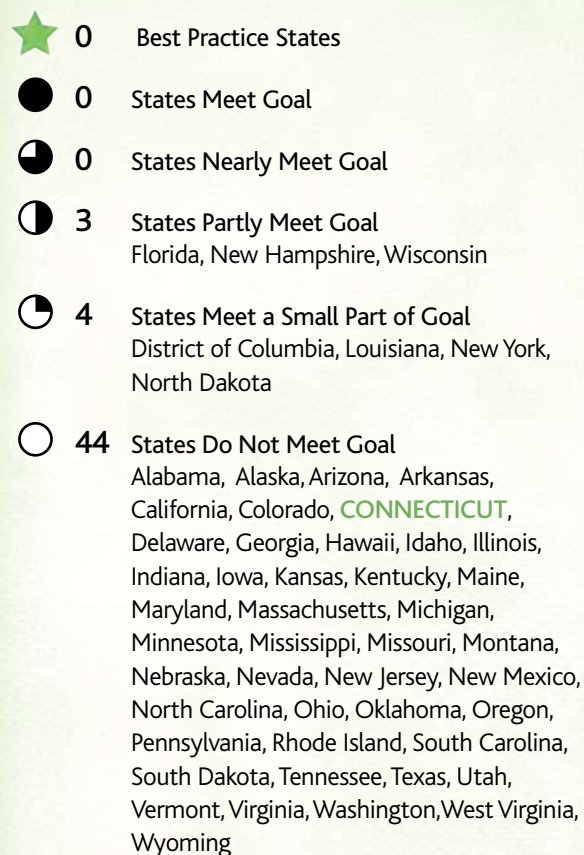 0 Best Practice States
0 States Meet Goal
0 States Nearly Meet Goal
3 States Partly Meet Goal
Florida, New Hampshire, Wisconsin
4 States Meet a Small Part of Goal
District of Columbia, Louisiana, New York,
North Dakota
44 States Do Not Meet Goal
Alabama, Alaska, Arizona, Arkansas,
California, Colorado, CONNECTICUT,
Delaware, Georgia, Hawaii, Idaho, Illinois,
Indiana, Iowa, Kansas, Kentucky, Maine,
Maryland, Massachusetts, Michigan,
Minnesota, Mississippi, Missouri, Montana,
Nebraska, Nevada, New Jersey, New Mexico,
North Carolina, Ohio, Oklahoma, Oregon,
Pennsylvania, Rhode Island, South Carolina,
South Dakota, Tennessee, Texas, Utah,
Vermont, Virginia, Washington,West Virginia,
Wyoming